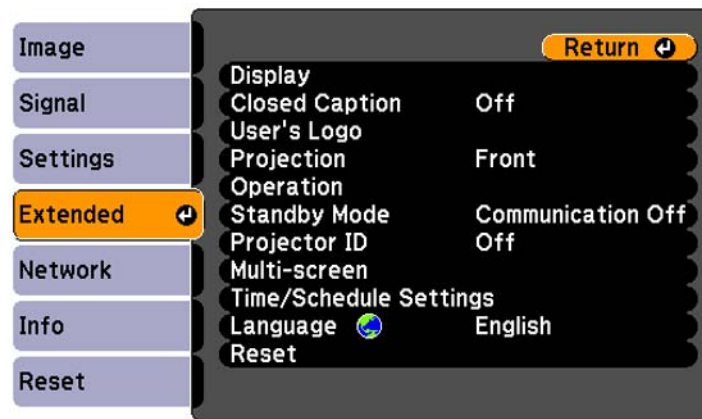 Image
Signal
Settings
Extended
Network
Info
Reset
Return
Display
Closed Caption Off
User's Logo
Projection Front
Operation
Standby Mode Communication Off
Projector ID Off
Multi-screen
Time/Schedule Settings
Language English
Reset